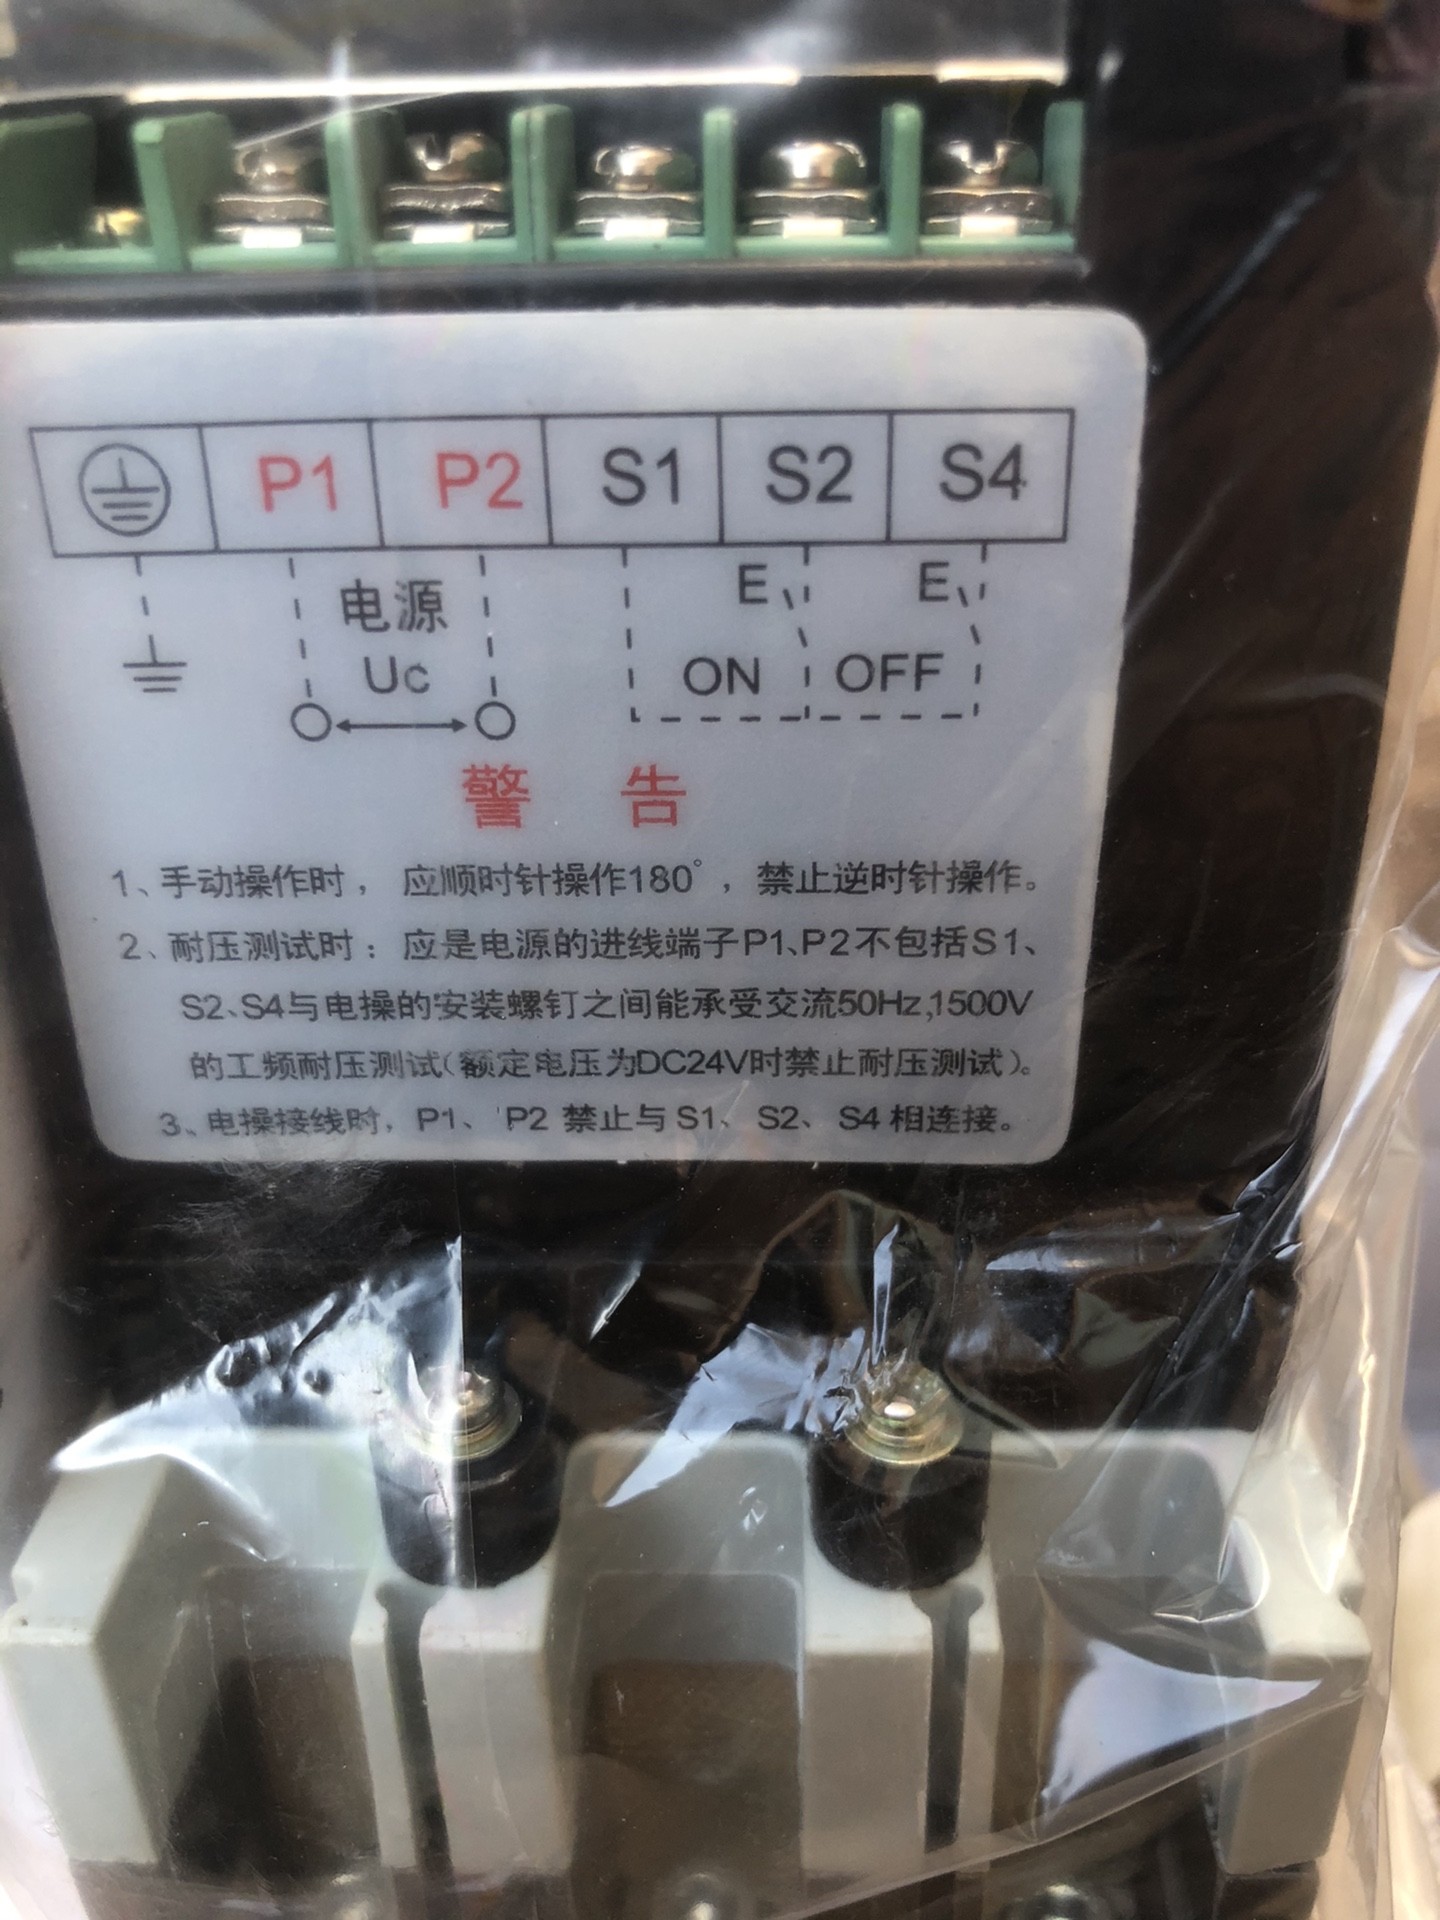 P1 P2 S1 S2 S4
电源 E E
Uc ON OFF
警 告
1、手动操作时，应顺时针操作180°，禁止逆时针操作。
2、耐压测试时：应是电源的进线端子P1、P2不包括S1、
S2、S4与电操的安装螺钉之间能承受交流50Hz,1500V
的工频耐压测试(额定电压为DC24V时禁止耐压测试)。
3、电操接线时，P1、P2禁止与S1、S2、S4相连接。